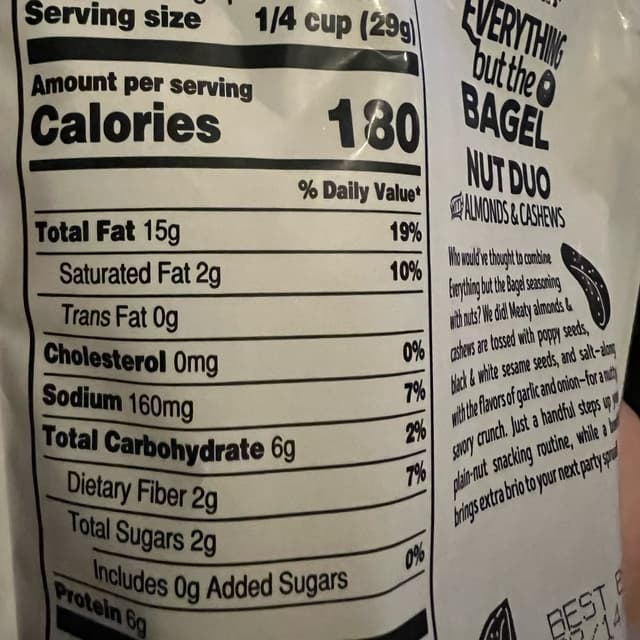 Serving size 1/4 cup (29g)
Amount per serving
Calories 180
% Daily Value*
Total Fat 15g 19%
Saturated Fat 2g 10%
Trans Fat 0g
Cholesterol 0mg 0%
Sodium 160mg 7%
Total Carbohydrate 6g 2%
Dietary Fiber 2g 7%
Total Sugars 2g
Includes 0g Added Sugars 0%
Protein 6g
EVERYTHING
but the
BAGEL
NUT DUO
WITH ALMONDS & CASHEWS
Who would've thought to combine
Everything but the Bagel seasoning
with nuts? We did! Meaty almonds &
cashews are tossed with poppy seeds,
black & white sesame seeds, and salt-along
with the flavors of garlic and onion-for a
savory crunch. Just a handful steps up
plain-nut snacking routine, while a
brings extra brio to your next party
BEST